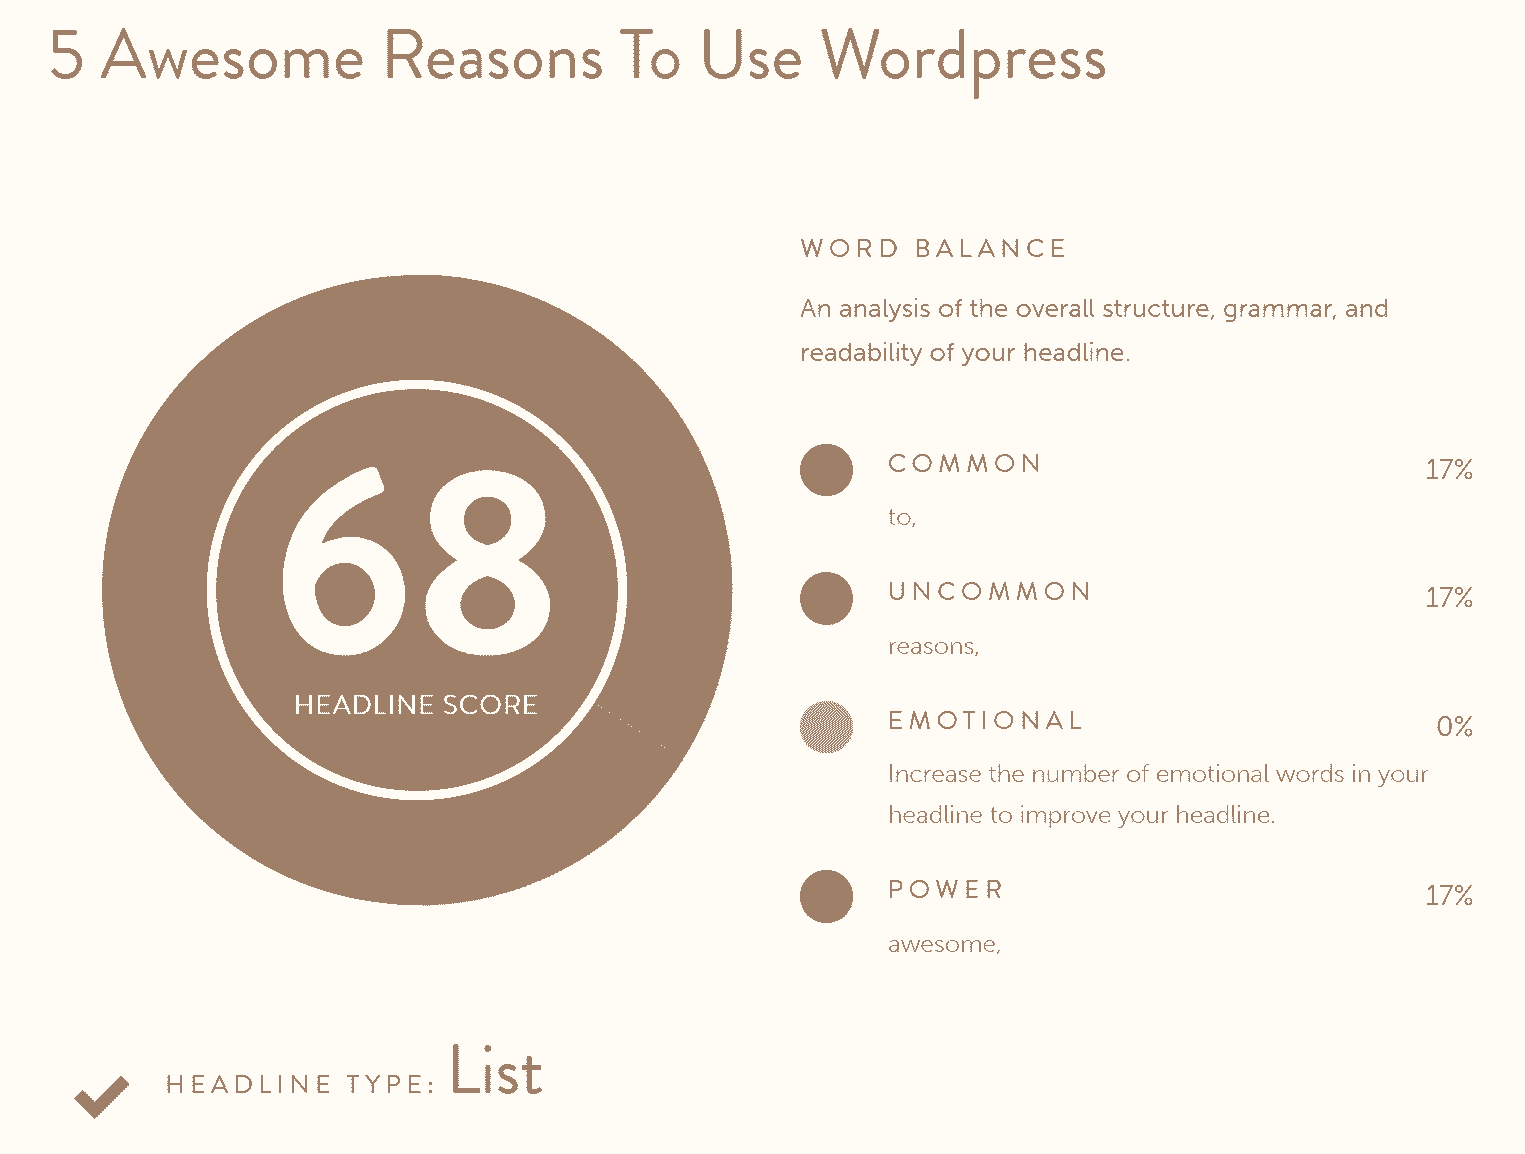 5 Awesome Reasons To Use Wordpress
68
HEADLINE SCORE
WORD BALANCE
An analysis of the overall structure, grammar, and
readability of your headline.
COMMON 17%
to,
UNCOMMON 17%
reasons,
EMOTIONAL 0%
Increase the number of emotional words in your
headline to improve your headline.
POWER 17%
awesome,
HEADLINE TYPE: List